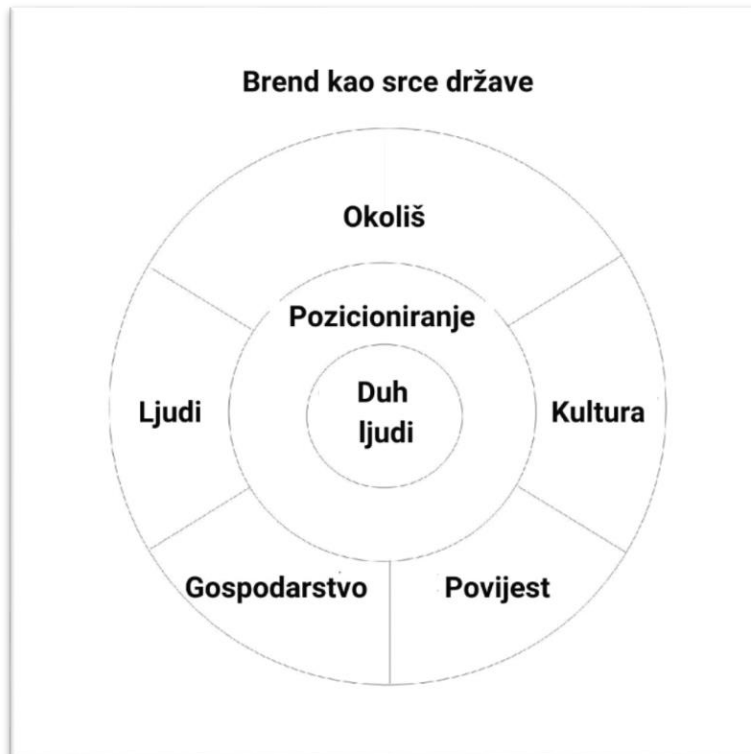 Brend kao srce države
Okoliš
Pozicioniranje
Duh
ljudi
Ljudi
Kultura
Gospodarstvo
Povijest